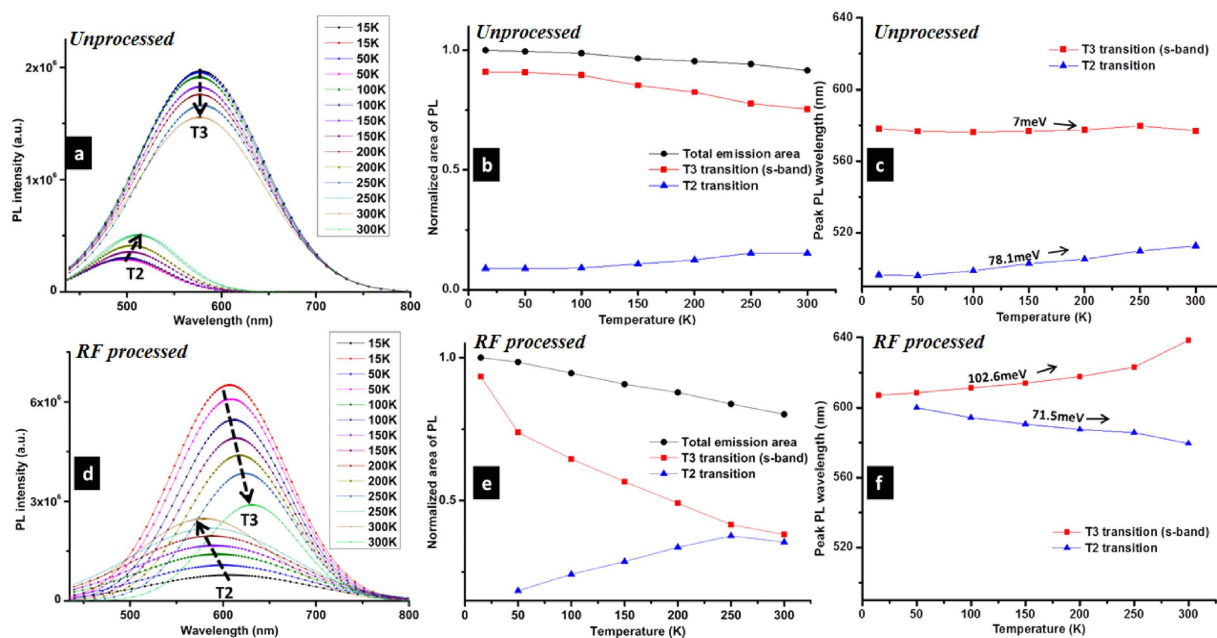 Unprocessed
PL intensity (a.u.)
2x10⁶
1x10⁶
0
a
T3
T2
15K
15K
50K
50K
100K
100K
150K
150K
200K
200K
250K
250K
300K
300K
500
600
700
800
Wavelength (nm)
Unprocessed
Normalized area of PL
1.0
0.5
0.0
b
Total emission area
T3 transition (s-band)
T2 transition
0 50 100 150 200 250 300
Temperature (K)
Unprocessed
Peak PL wavelength (nm)
640
600
560
520
c
T3 transition (s-band)
T2 transition
7meV
78.1meV
0 50 100 150 200 250 300
Temperature (K)
RF processed
PL intensity (a.u.)
6x10⁶
3x10⁶
0
d
T3
T2
15K
15K
50K
50K
100K
100K
150K
150K
200K
200K
250K
250K
300K
300K
500
600
700
800
Wavelength (nm)
RF processed
Normalized area of PL
1.0
0.5
e
Total emission area
T3 transition (s-band)
T2 transition
0 50 100 150 200 250 300
Temperature (K)
RF processed
Peak PL wavelength (nm)
640
600
560
520
f
102.6meV
71.5meV
T3 transition (s-band)
T2 transition
0 50 100 150 200 250 300
Temperature (K)